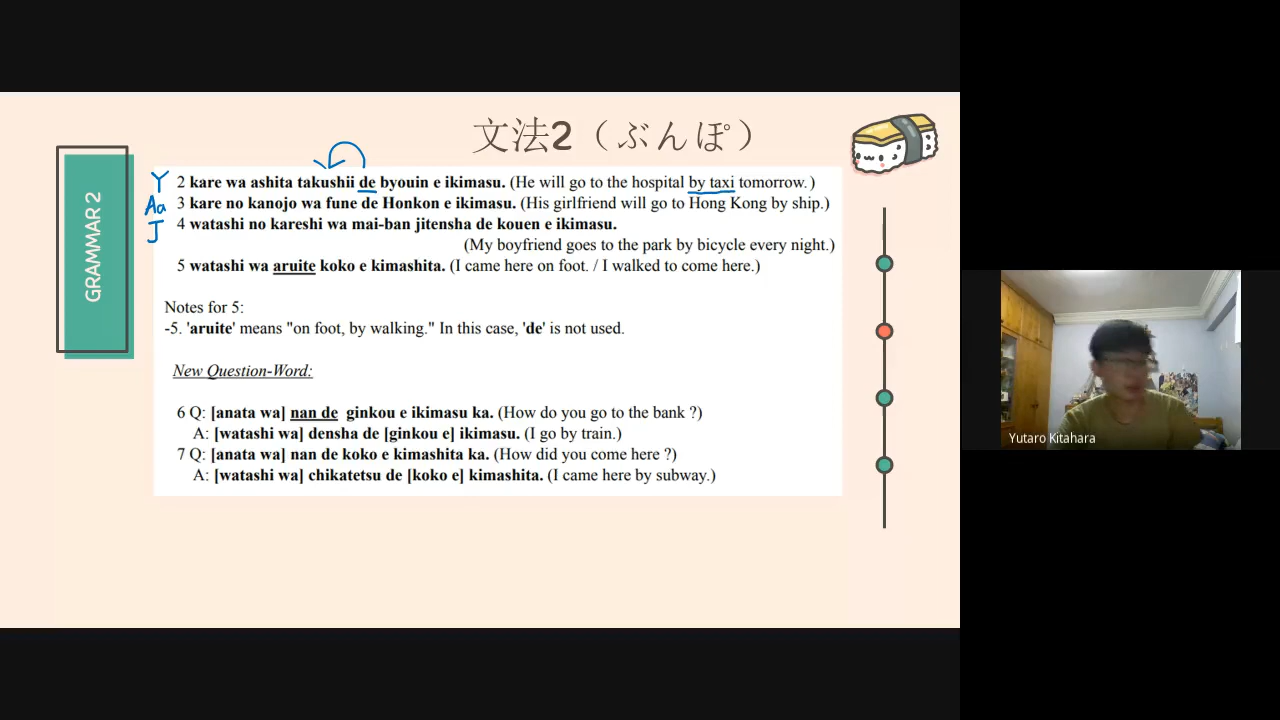 文法2（ぶんぽ）
GRAMMAR 2
Y 2 kare wa ashita takushii de byouin e ikimasu. (He will go to the hospital by taxi tomorrow.)
Aa 3 kare no kanojo wa fune de Honkon e ikimasu. (His girlfriend will go to Hong Kong by ship.)
J 4 watashi no kareshi wa mai-ban jitensha de kouen e ikimasu.
(My boyfriend goes to the park by bicycle every night.)
5 watashi wa aruite koko e kimashita. (I came here on foot. / I walked to come here.)
Notes for 5:
-5. 'aruite' means "on foot, by walking." In this case, 'de' is not used.
New Question-Word:
6 Q: [anata wa] nan de ginkou e ikimasu ka. (How do you go to the bank ?)
A: [watashi wa] densha de [ginkou e] ikimasu. (I go by train.)
7 Q: [anata wa] nan de koko e kimashita ka. (How did you come here ?)
A: [watashi wa] chikatetsu de [koko e] kimashita. (I came here by subway.)
Yutaro Kitahara